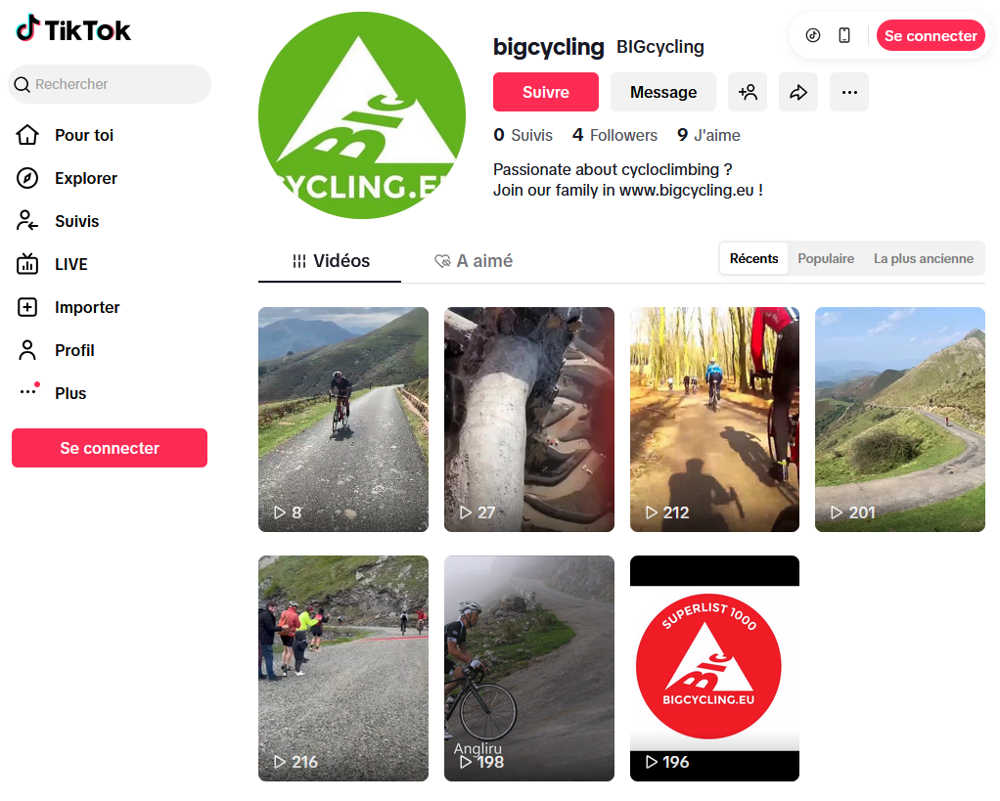 TikTok
Rechercher
Pour toi
Explorer
Suivis
LIVE
Importer
Profil
Plus
Se connecter
BIG
CYCLING.E
bigcycling BIGcycling
Se connecter
Suivre
Message
0 Suivis 4 Followers 9 J'aime
Passionate about cycloclimbing ?
Join our family in www.bigcycling.eu !
Vidéos
A aimé
Récents
Populaire
La plus ancienne
8
27
212
201
216
Angliru
198
SUPERLIST 1000
BIG
BIGCYCLING.EU
196